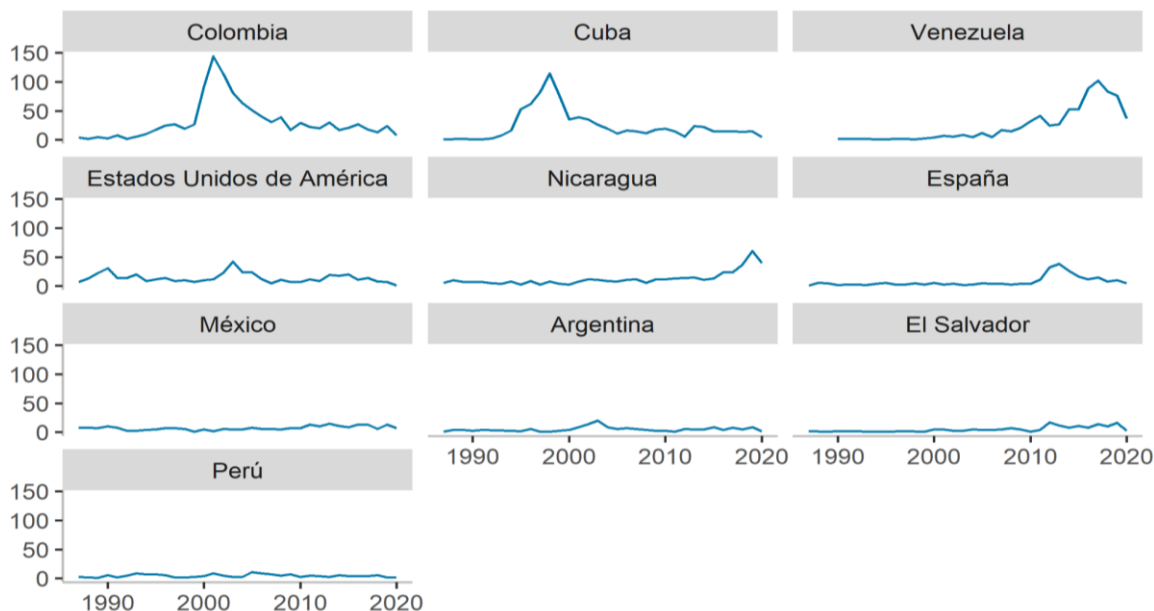 Colombia
Cuba
Venezuela
150
100
50
0
Estados Unidos de América
Nicaragua
España
150
100
50
0
México
Argentina
El Salvador
150
100
50
0
1990 2000 2010 2020
1990 2000 2010 2020
Perú
150
100
50
0
1990 2000 2010 2020